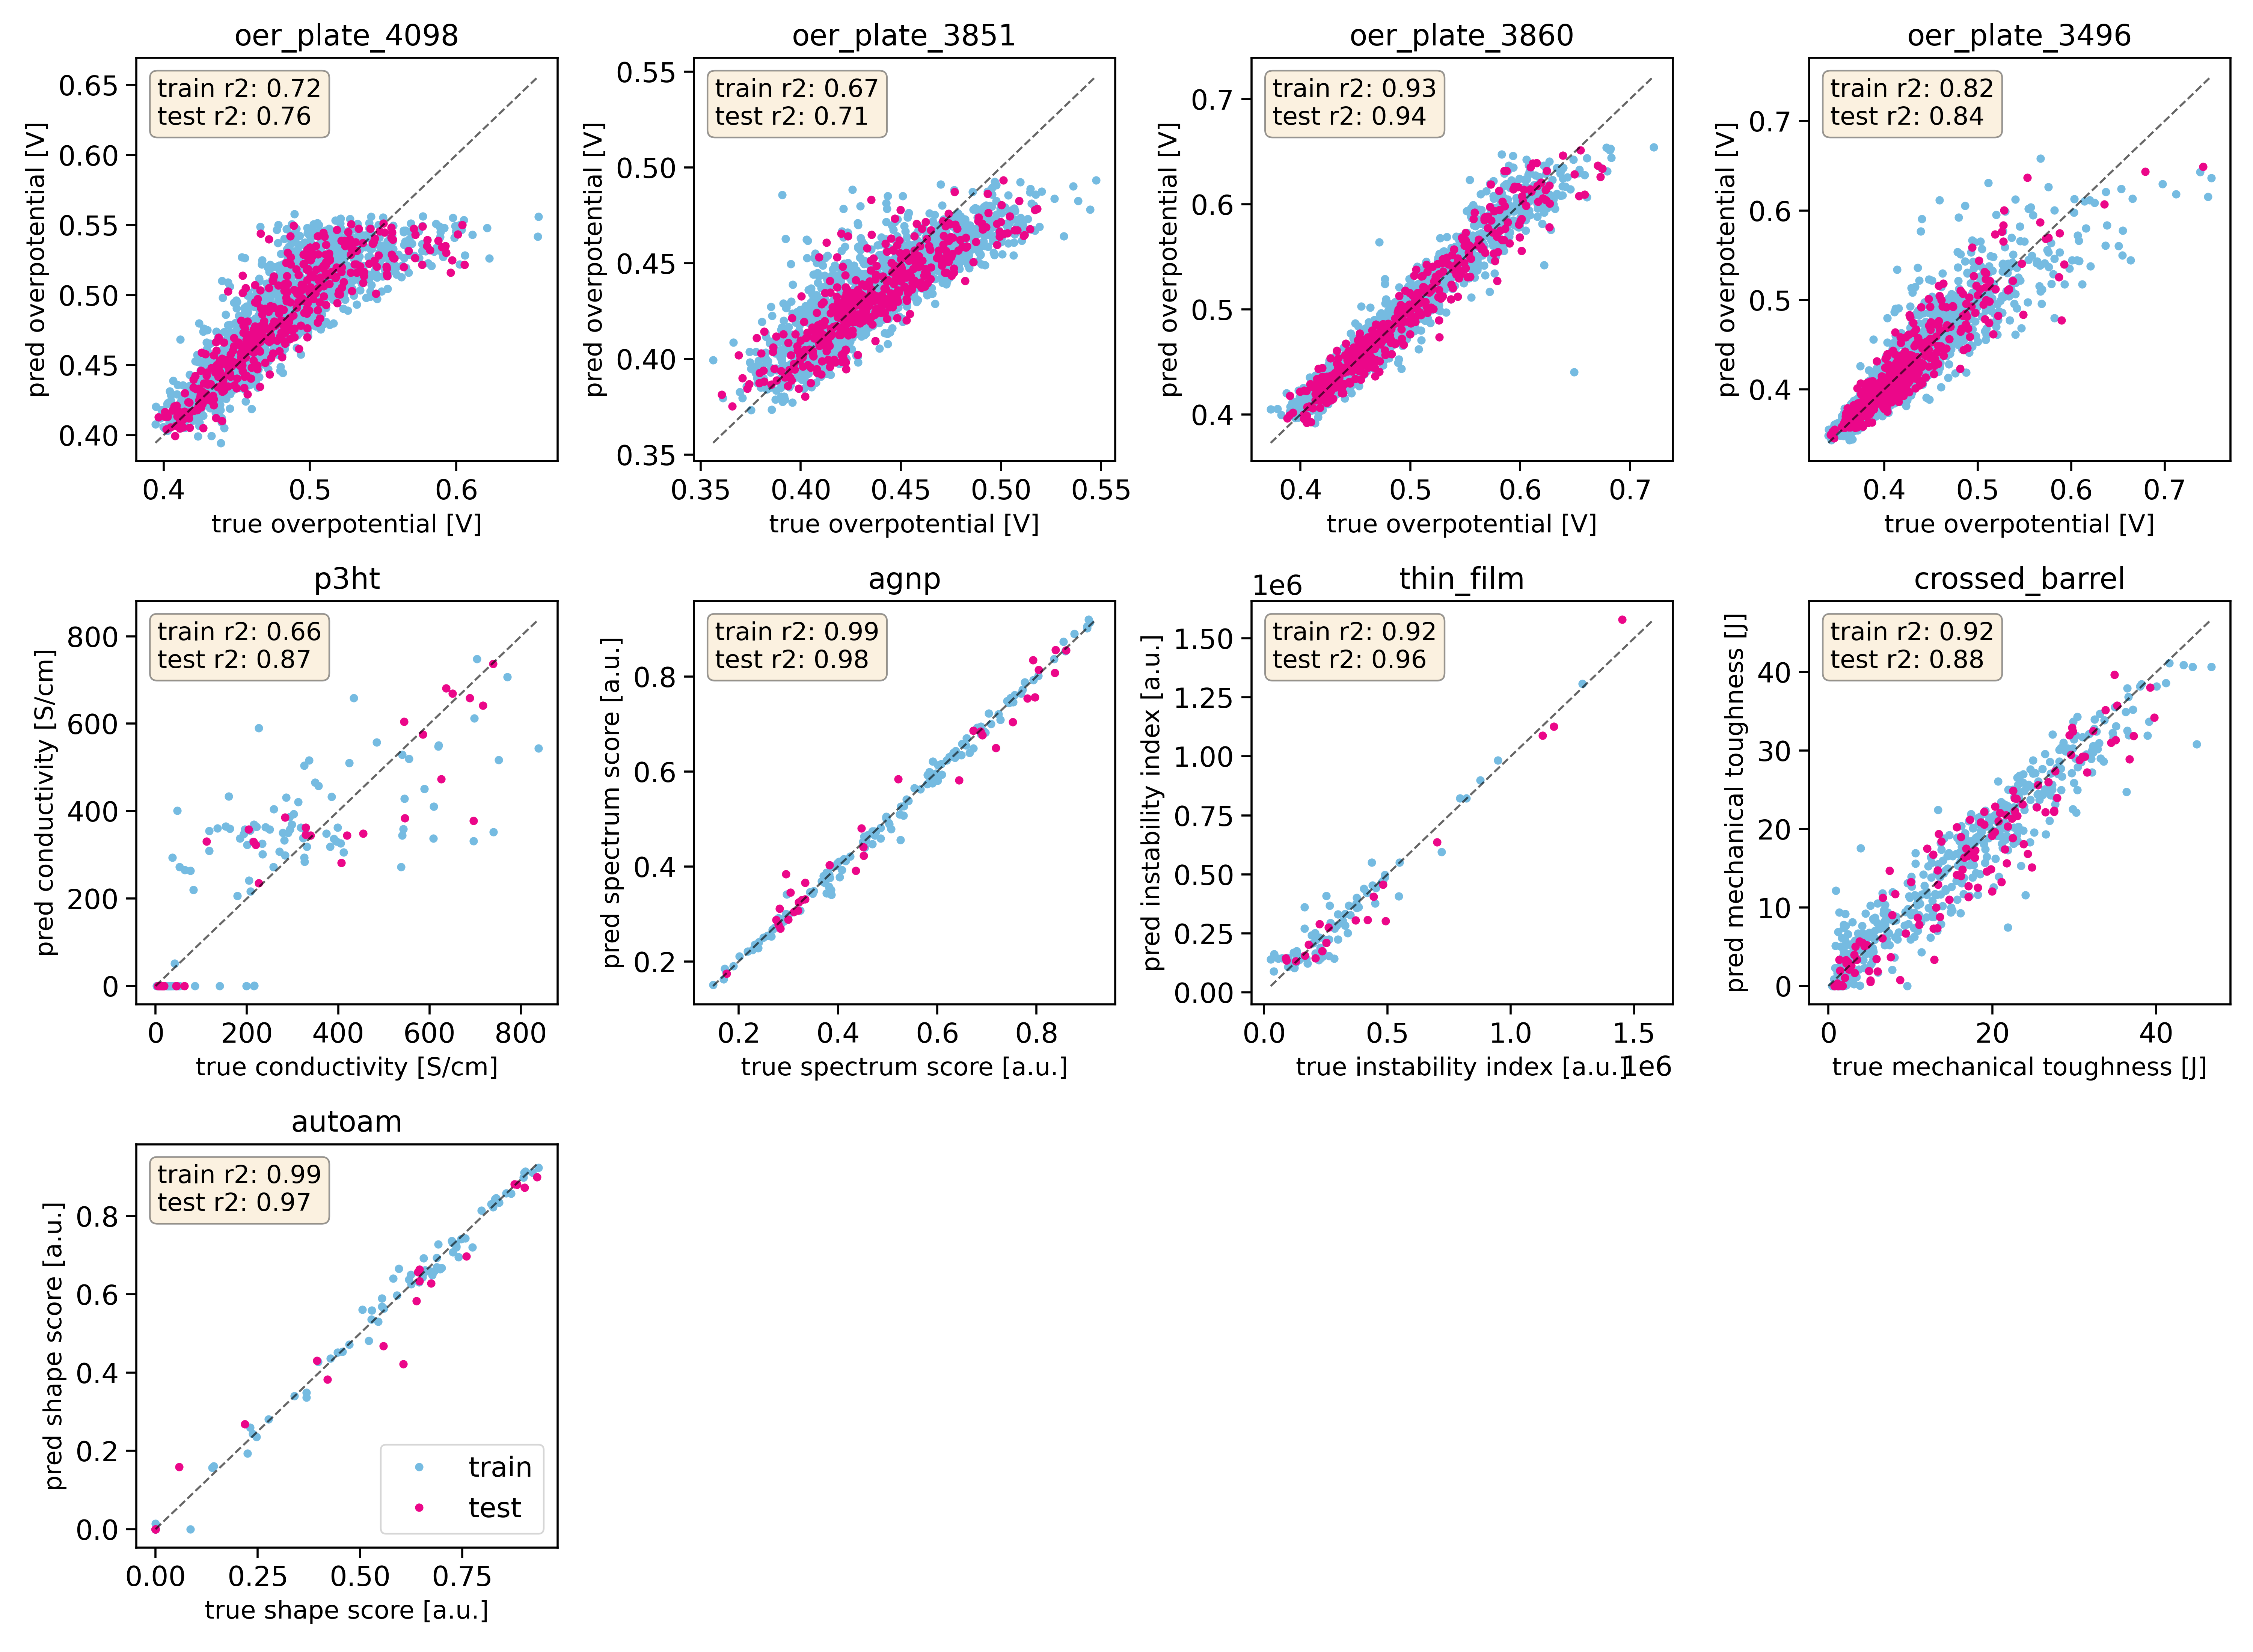 oer_plate_4098
train r2: 0.72
test r2: 0.76
pred overpotential [V]
0.65
0.60
0.55
0.50
0.45
0.40
0.4 0.5 0.6
true overpotential [V]
oer_plate_3851
train r2: 0.67
test r2: 0.71
pred overpotential [V]
0.55
0.50
0.45
0.40
0.35
0.35 0.40 0.45 0.50 0.55
true overpotential [V]
oer_plate_3860
train r2: 0.93
test r2: 0.94
pred overpotential [V]
0.7
0.6
0.5
0.4
0.4 0.5 0.6 0.7
true overpotential [V]
oer_plate_3496
train r2: 0.82
test r2: 0.84
pred overpotential [V]
0.7
0.6
0.5
0.4
0.4 0.5 0.6 0.7
true overpotential [V]
p3ht
train r2: 0.66
test r2: 0.87
pred conductivity [S/cm]
800
600
400
200
0
0 200 400 600 800
true conductivity [S/cm]
agnp
train r2: 0.99
test r2: 0.98
pred spectrum score [a.u.]
0.8
0.6
0.4
0.2
0.2 0.4 0.6 0.8
true spectrum score [a.u.]
thin_film
1e6
train r2: 0.92
test r2: 0.96
pred instability index [a.u.]
1.50
1.25
1.00
0.75
0.50
0.25
0.00
0.0 0.5 1.0 1.5
true instability index [a.u.]
1e6
crossed_barrel
train r2: 0.92
test r2: 0.88
pred mechanical toughness [J]
40
30
20
10
0
0 20 40
true mechanical toughness [J]
autoam
train r2: 0.99
test r2: 0.97
pred shape score [a.u.]
0.8
0.6
0.4
0.2
0.0
train
test
0.00 0.25 0.50 0.75
true shape score [a.u.]